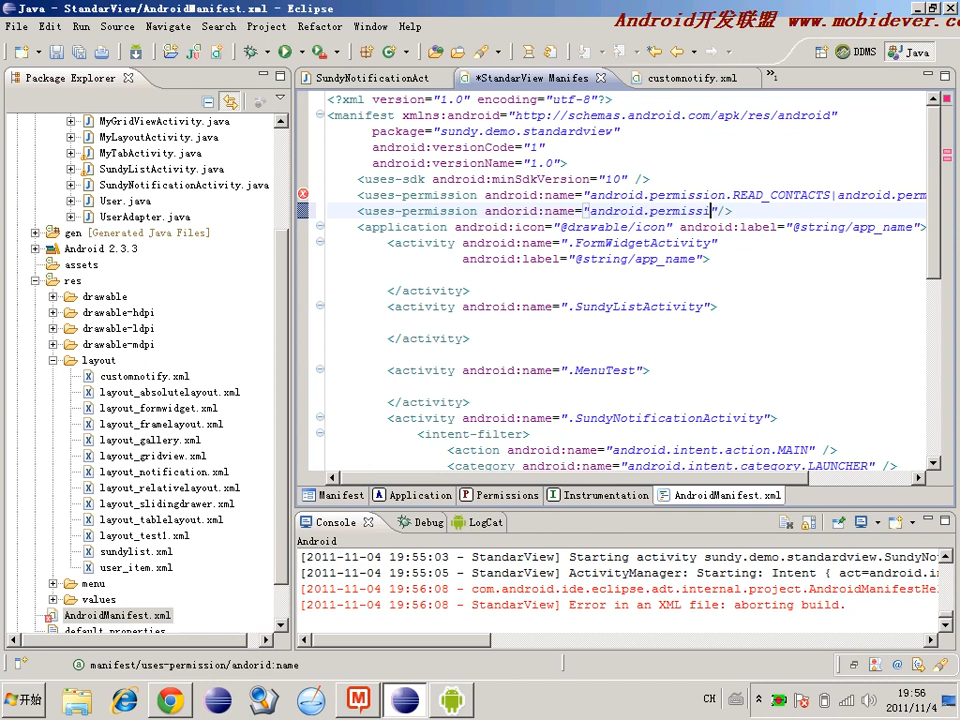 Java - StandarView/AndroidManifest.xml - Eclipse
Android开发联盟 www.mobidever.co
File Edit Run Source Navigate Search Project Refactor Window Help
DDMS Java
Package Explorer
SundyNotificationAct *StandarView Manifes customnotify.xml »1
MyGridViewActivity.java
MyLayoutActivity.java
MyTabActivity.java
SundyListActivity.java
SundyNotificationActivity.java
User.java
UserAdapter.java
gen [Generated Java Files]
Android 2.3.3
assets
res
drawable
drawable-hdpi
drawable-ldpi
drawable-mdpi
layout
customnotify.xml
layout_absolutelayout.xml
layout_formwidget.xml
layout_framelayout.xml
layout_gallery.xml
layout_gridview.xml
layout_notification.xml
layout_relativelayout.xml
layout_slidingdrawer.xml
layout_tablelayout.xml
layout_test1.xml
sundylist.xml
user_item.xml
menu
values
AndroidManifest.xml
default.properties
<?xml version="1.0" encoding="utf-8"?>
<manifest xmlns:android="http://schemas.android.com/apk/res/android"
package="sundy.demo.standardview"
android:versionCode="1"
android:versionName="1.0">
<uses-sdk android:minSdkVersion="10" />
<uses-permission android:name="android.permission.READ_CONTACTS|android.perm
<uses-permission andorid:name="android.permissi"/>
<application android:icon="@drawable/icon" android:label="@string/app_name">
<activity android:name=".FormWidgetActivity"
android:label="@string/app_name">
</activity>
<activity android:name=".SundyListActivity">
</activity>
<activity android:name=".MenuTest">
</activity>
<activity android:name=".SundyNotificationActivity">
<intent-filter>
<action android:name="android.intent.action.MAIN" />
<category android:name="android.intent.category.LAUNCHER" />
Manifest Application Permissions Instrumentation AndroidManifest.xml
Console Debug LogCat
Android
[2011-11-04 19:55:03 - StandarView] Starting activity sundy.demo.standardview.SundyNo
[2011-11-04 19:55:05 - StandarView] ActivityManager: Starting: Intent { act=android.i
[2011-11-04 19:56:08 - com.android.ide.eclipse.adt.internal.project.AndroidManifestHe
[2011-11-04 19:56:08 - StandarView] Error in an XML file: aborting build.
manifest/uses-permission/andorid:name
开始
CH
19:56
2011/11/4